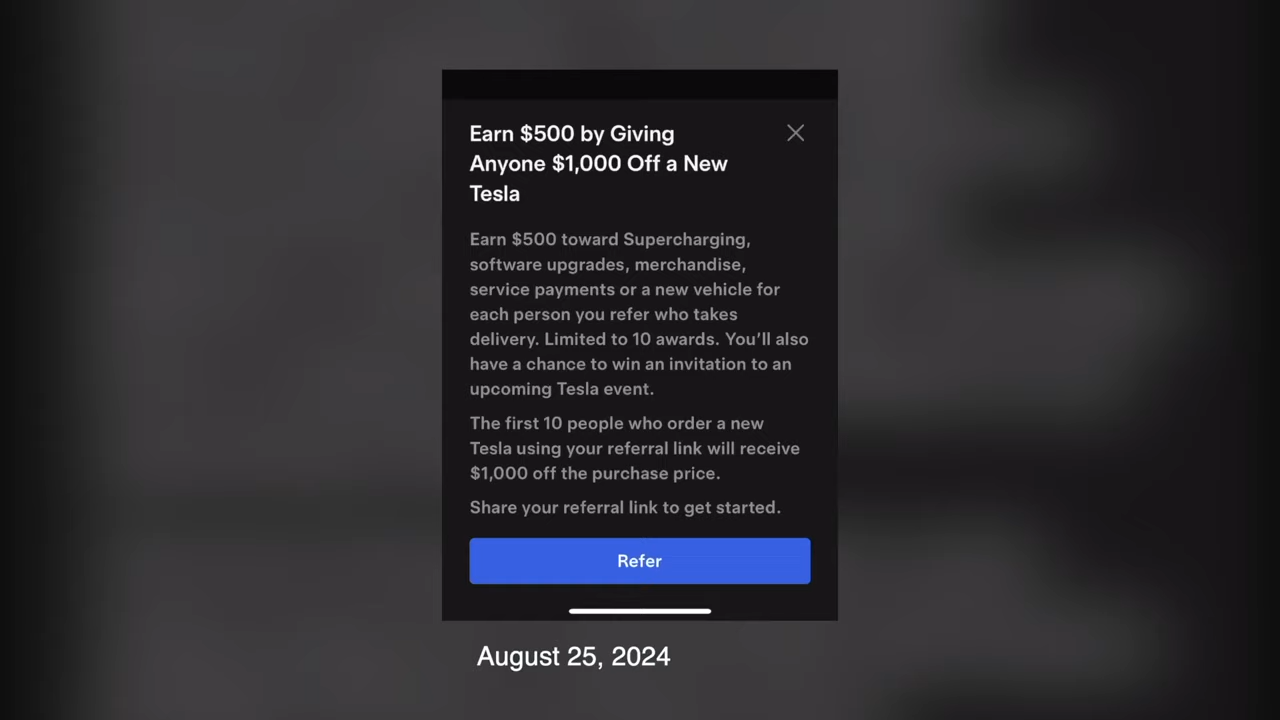 Earn $500 by Giving
Anyone $1,000 Off a New
Tesla
Earn $500 toward Supercharging,
software upgrades, merchandise,
service payments or a new vehicle for
each person you refer who takes
delivery. Limited to 10 awards. You’ll also
have a chance to win an invitation to an
upcoming Tesla event.
The first 10 people who order a new
Tesla using your referral link will receive
$1,000 off the purchase price.
Share your referral link to get started.
Refer
August 25, 2024